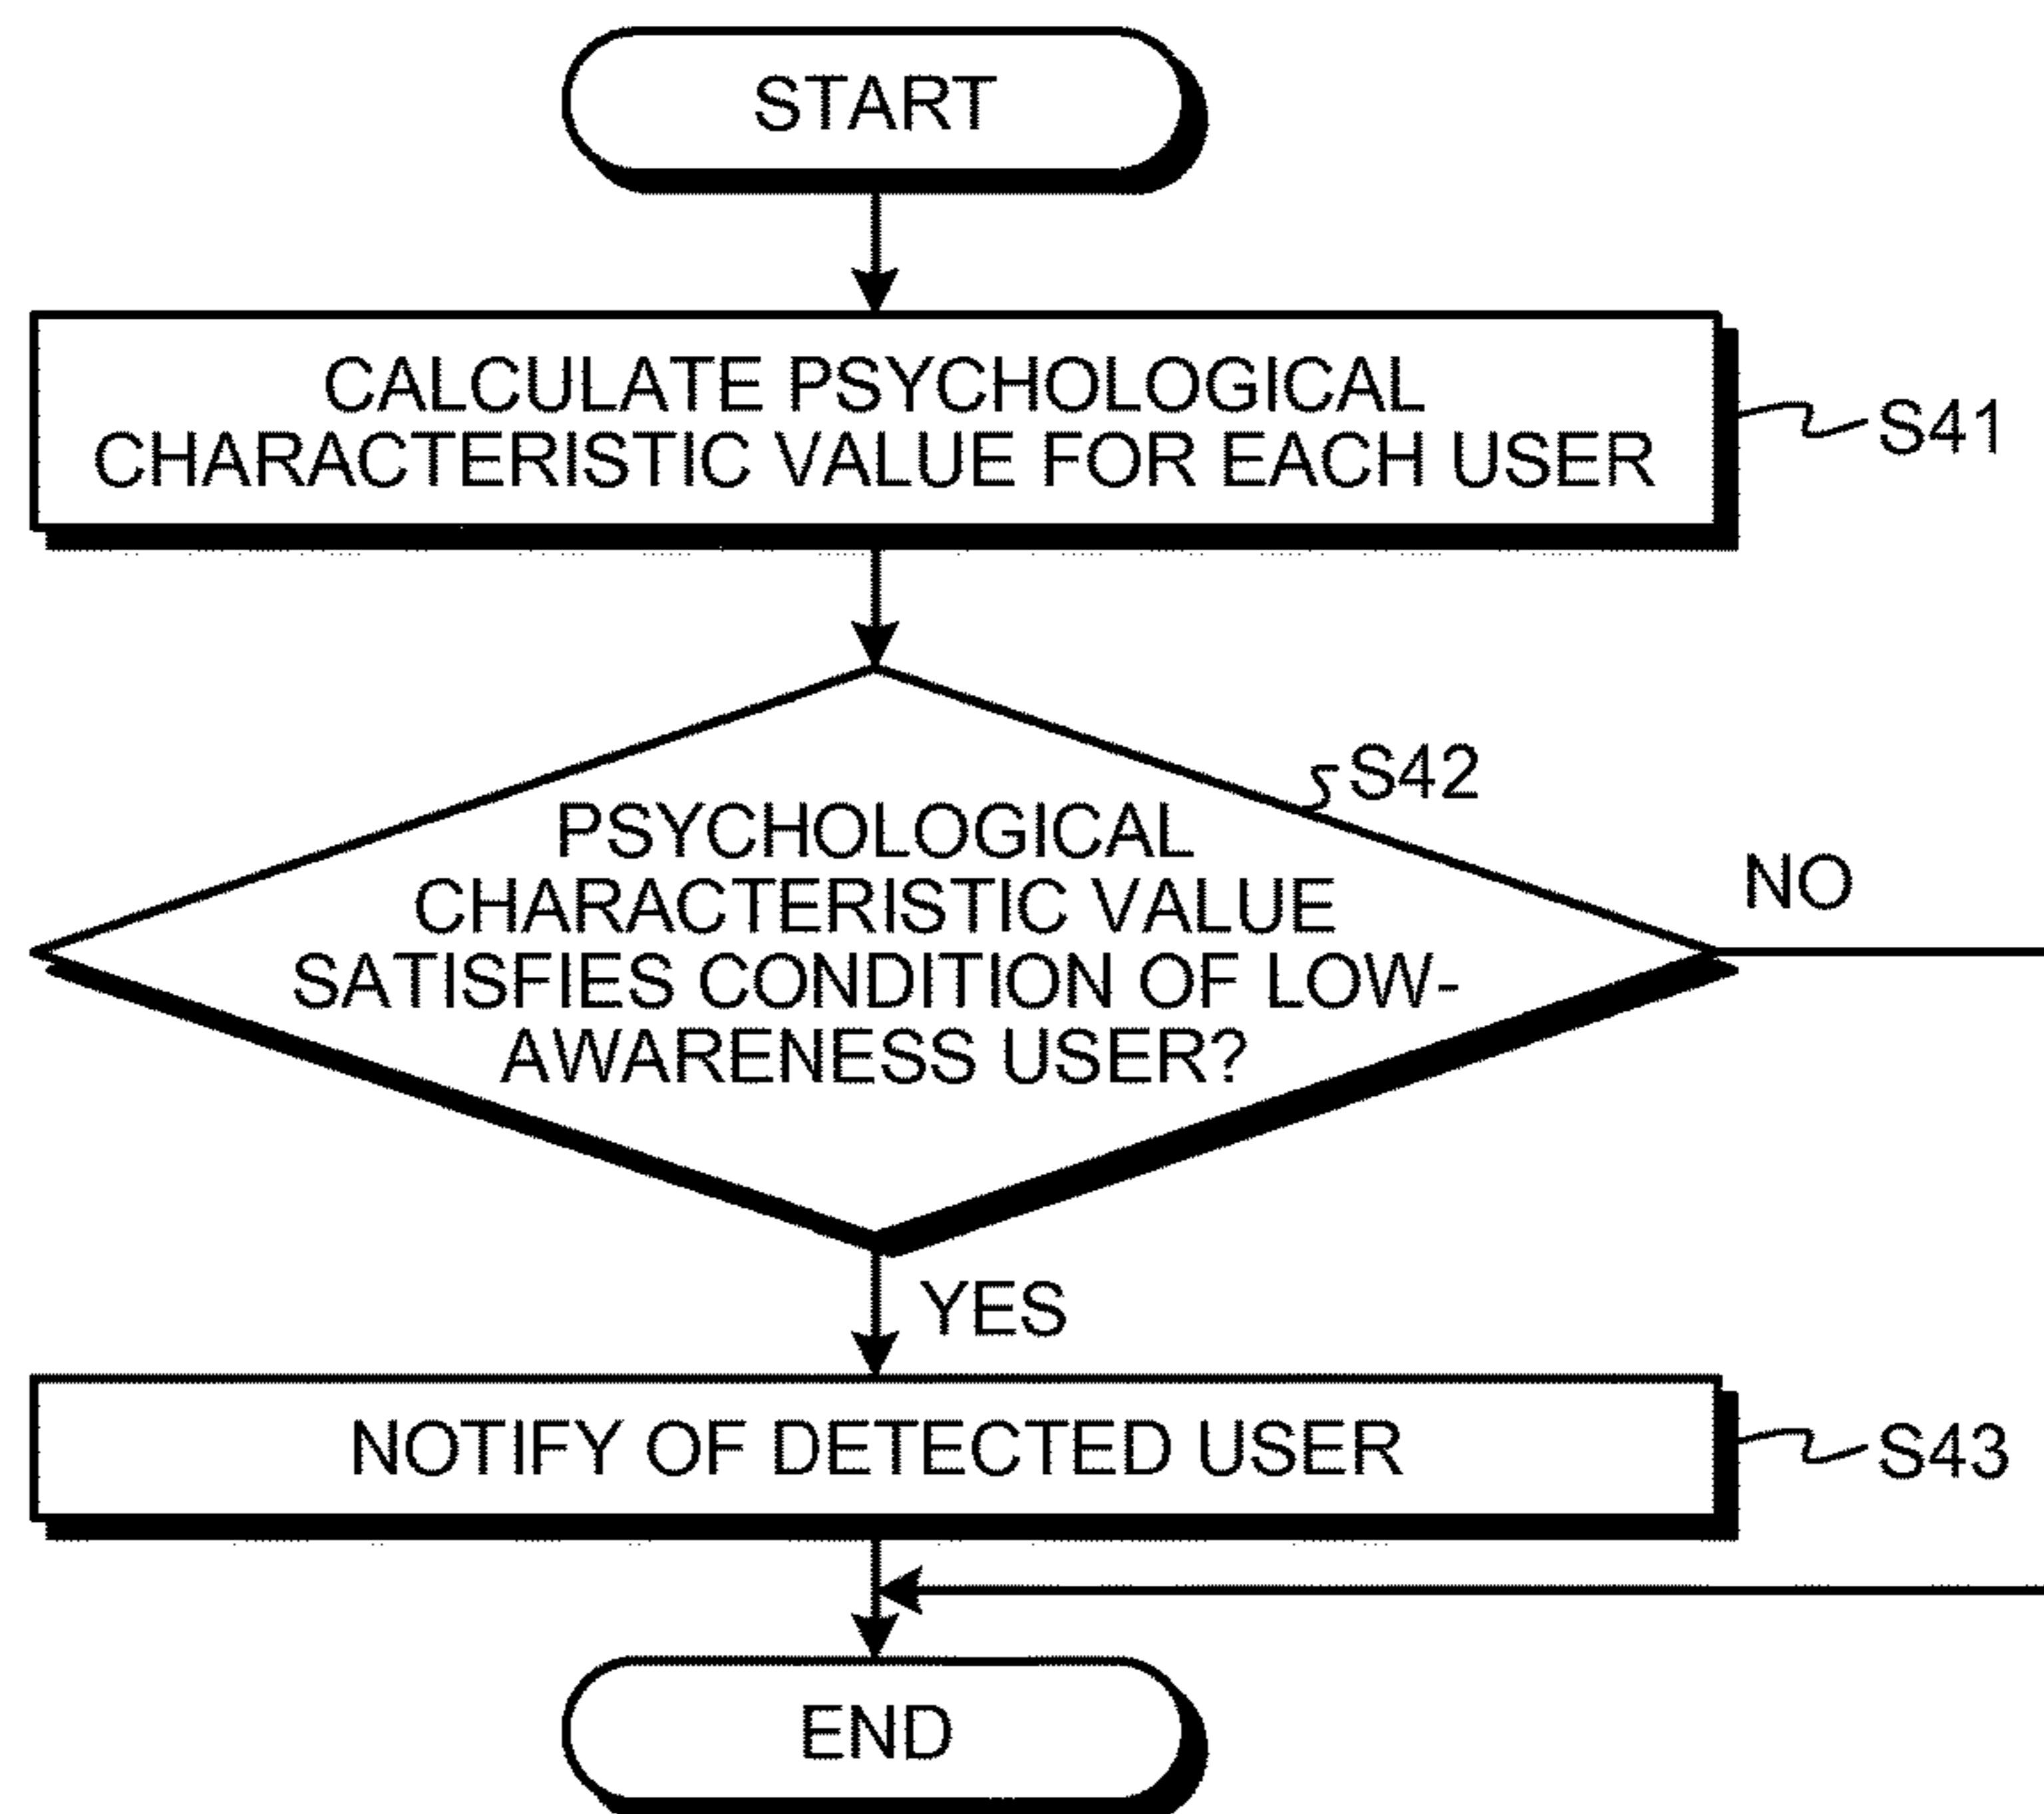 START
CALCULATE PSYCHOLOGICAL
CHARACTERISTIC VALUE FOR EACH USER
S41
S42
PSYCHOLOGICAL
CHARACTERISTIC VALUE
SATISFIES CONDITION OF LOW-
AWARENESS USER?
NO
YES
NOTIFY OF DETECTED USER
S43
END